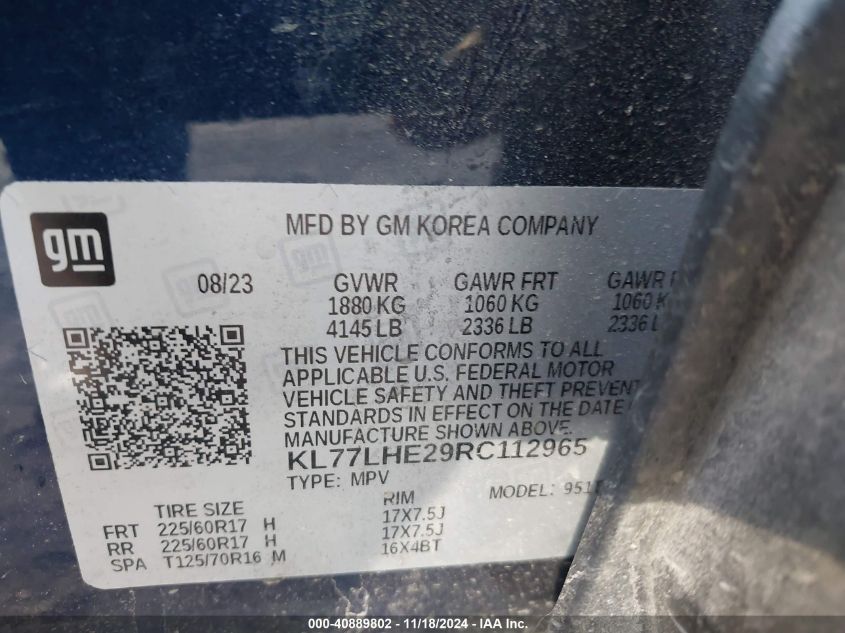 gm
MFD BY GM KOREA COMPANY
08/23 GVWR GAWR FRT GAWR
1880 KG 1060 KG 1060 K
4145 LB 2336 LB 2336 L
THIS VEHICLE CONFORMS TO ALL
APPLICABLE U.S. FEDERAL MOTOR
VEHICLE SAFETY AND THEFT PREVENT
STANDARDS IN EFFECT ON THE DATE
MANUFACTURE SHOWN ABOVE.
KL77LHE29RC112965
TYPE: MPV MODEL: 951
TIRE SIZE RIM
FRT 225/60R17 H 17X7.5J
RR 225/60R17 H 17X7.5J
SPA T125/70R16 M 16X4BT
000-40889802 - 11/18/2024 - IAA Inc.